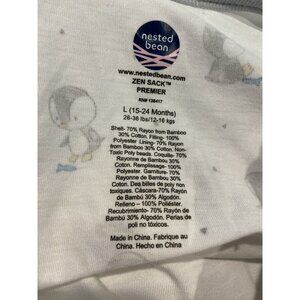 nested
bean
www.nestedbean.com
ZEN SACK™
PREMIER
RN# 138417
L (15-24 Months)
26-38 lbs/12-16 kgs
Shell- 70% Rayon from Bamboo
30% Cotton. Filling- 100%
Polyester Lining- 70% Rayon
from Bamboo 30% Cotton. Non-
Toxic Poly beads. Coquila- 70%
Rayonne de Bambou 30%
Coton. Remplissage- 100%
Polyester. Garniture- 70%
Rayonne de Bambou 30%
Coton. Des billes de poly non
toxiques. Cáscara-70% Rayón
de Bambú 30% Algodón.
Relleno – 100% Poliéster.
Recubrimiento- 70% Rayón de
Bambú 30% Algodón. Perlas de
poli no tóxicos.
Made in China. Fabriqué au
China. Hecho en China